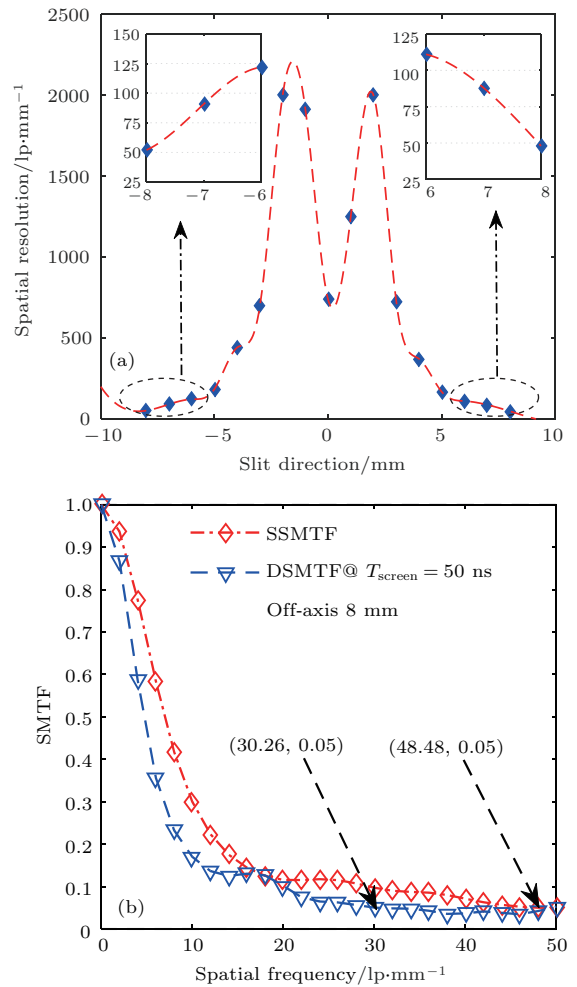 2500
2000
1500
1000
500
0
Spatial resolution/lp·mm−1
150
125
100
75
50
25
−8 −7 −6
125
100
75
50
25
6 7 8
(a)
−10 −5 0 5 10
Slit direction/mm
1.0
0.9
0.8
0.7
0.6
0.5
0.4
0.3
0.2
0.1
0
SMTF
SSMTF
DSMTF@ Tscreen = 50 ns
Off-axis 8 mm
(30.26, 0.05)
(48.48, 0.05)
(b)
0 10 20 30 40 50
Spatial frequency/lp·mm−1